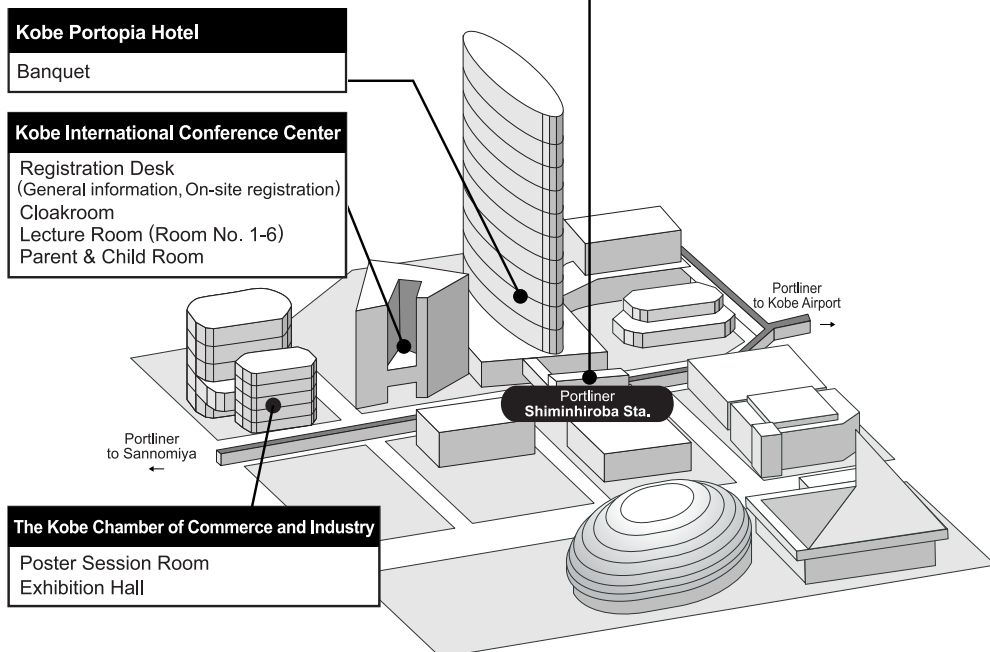 Kobe Portopia Hotel
Banquet
Kobe International Conference Center
Registration Desk
(General information, On-site registration)
Cloakroom
Lecture Room (Room No. 1-6)
Parent & Child Room
Portliner
to Kobe Airport
→
Portliner
Shiminhiroba Sta.
Portliner
to Sannomiya
←
The Kobe Chamber of Commerce and Industry
Poster Session Room
Exhibition Hall